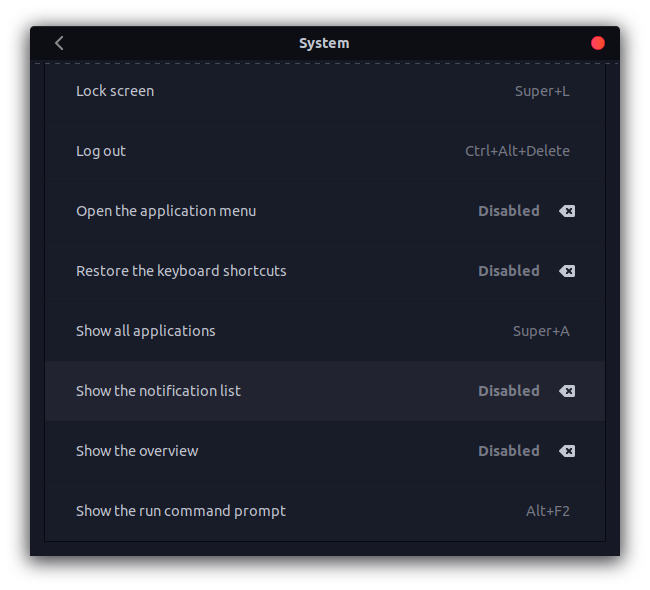 System
Lock screen Super+L
Log out Ctrl+Alt+Delete
Open the application menu Disabled
Restore the keyboard shortcuts Disabled
Show all applications Super+A
Show the notification list Disabled
Show the overview Disabled
Show the run command prompt Alt+F2